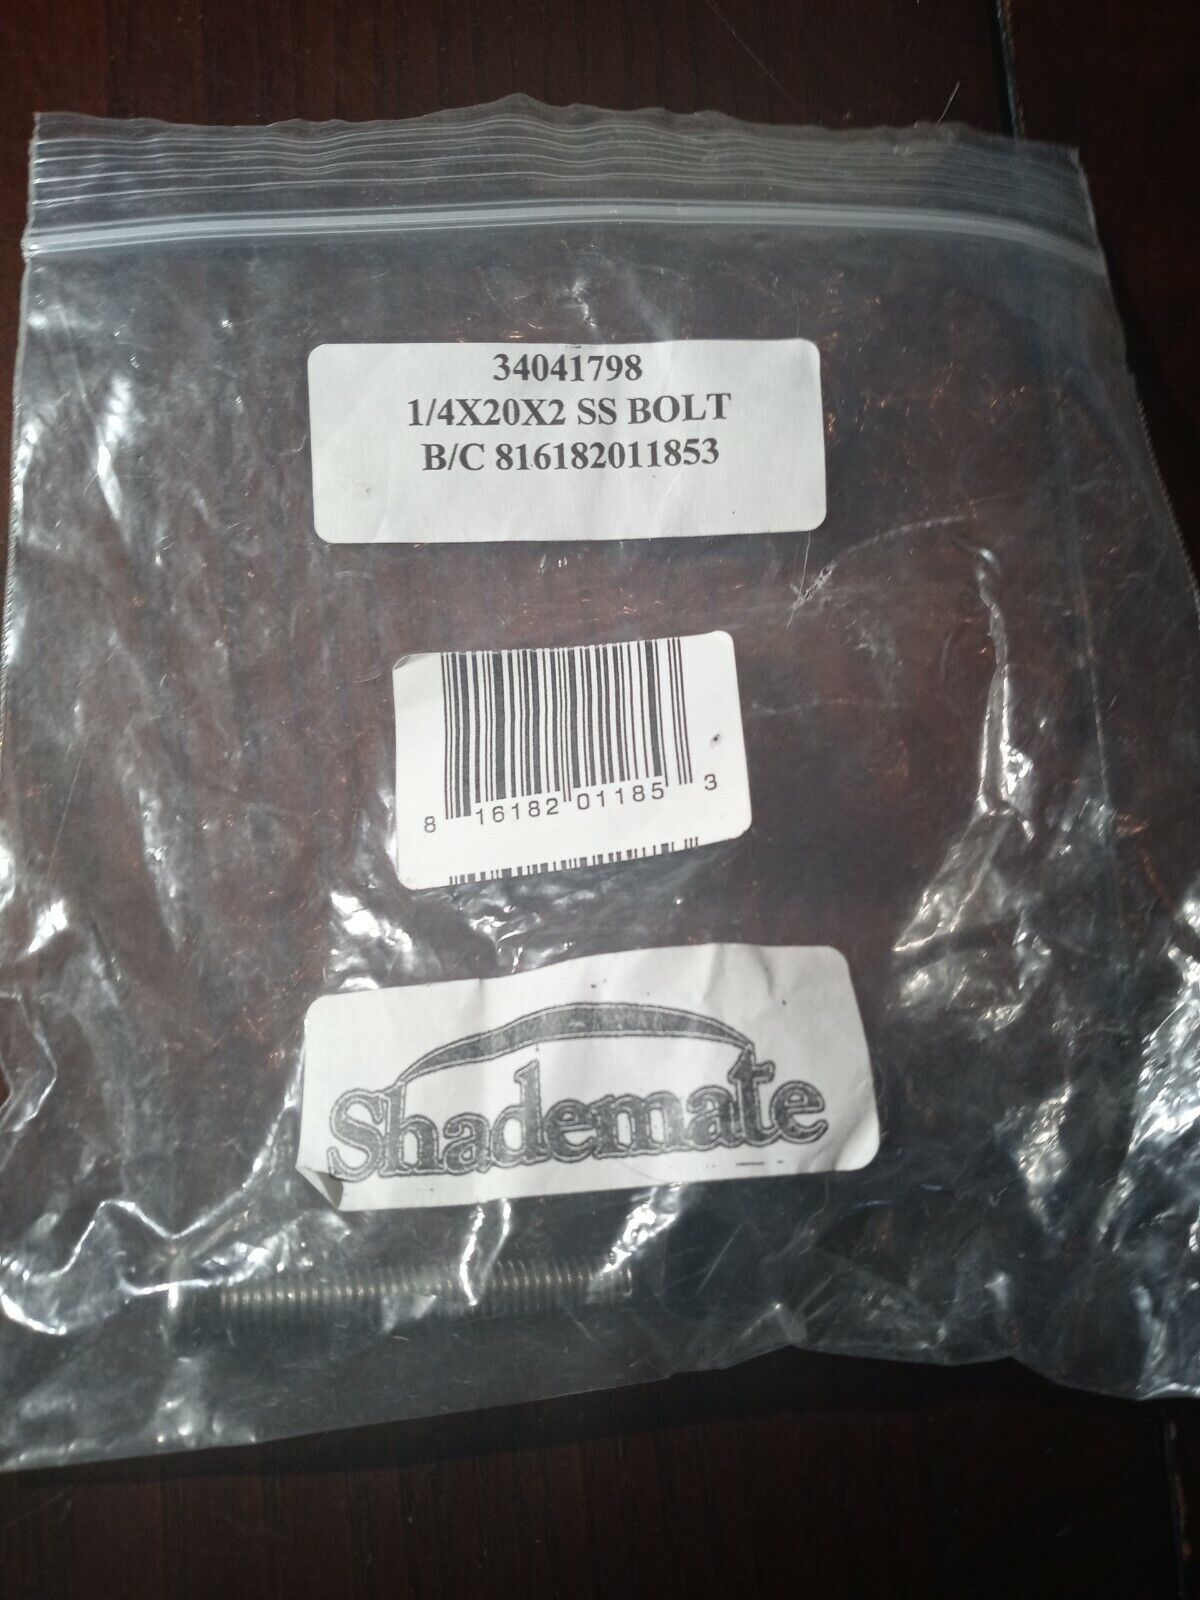 34041798
1/4X20X2 SS BOLT
B/C 816182011853
8 16182 01185 3
Shademate